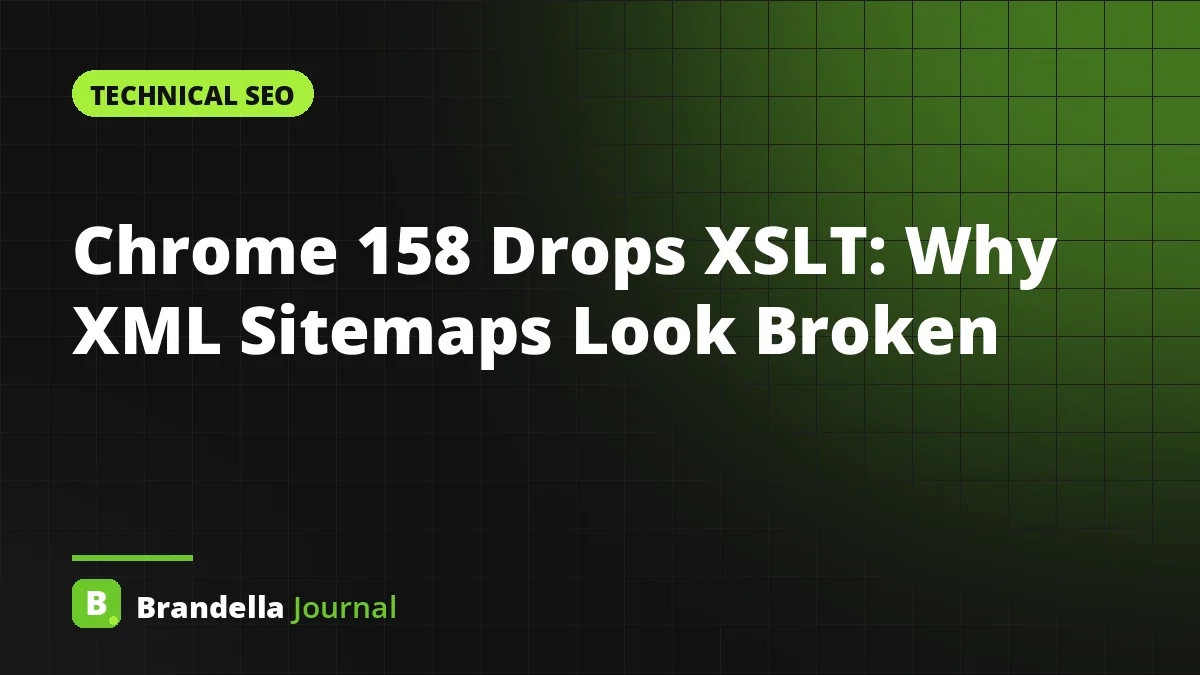 TECHNICAL SEO
Chrome 158 Drops XSLT: Why
XML Sitemaps Look Broken
B
Brandella Journal